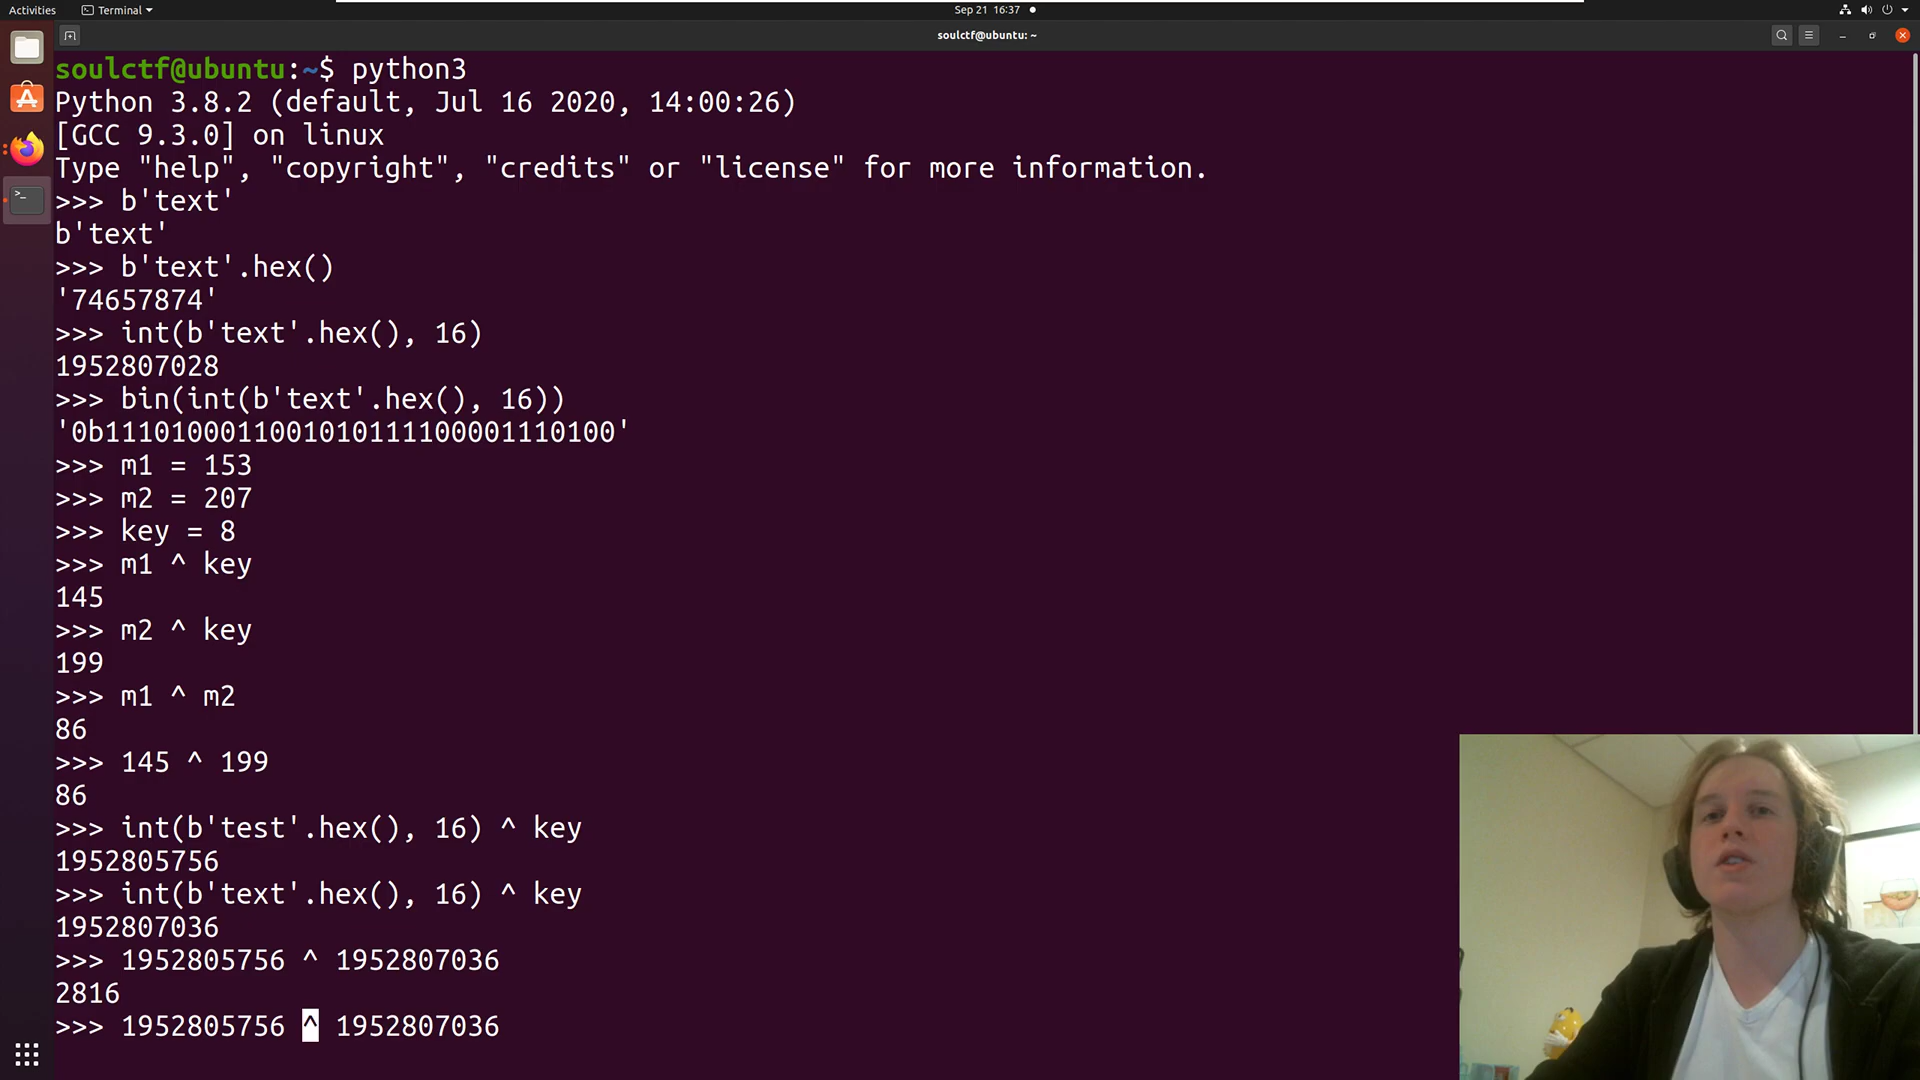 Activities
Terminal
Sep 21 16:37
soulctf@ubuntu: ~
soulctf@ubuntu:~$ python3
Python 3.8.2 (default, Jul 16 2020, 14:00:26)
[GCC 9.3.0] on linux
Type "help", "copyright", "credits" or "license" for more information.
>>> b'text'
b'text'
>>> b'text'.hex()
'74657874'
>>> int(b'text'.hex(), 16)
1952807028
>>> bin(int(b'text'.hex(), 16))
'0b1110100011001010111100001110100'
>>> m1 = 153
>>> m2 = 207
>>> key = 8
>>> m1 ^ key
145
>>> m2 ^ key
199
>>> m1 ^ m2
86
>>> 145 ^ 199
86
>>> int(b'test'.hex(), 16) ^ key
1952805756
>>> int(b'text'.hex(), 16) ^ key
1952807036
>>> 1952805756 ^ 1952807036
2816
>>> 1952805756 ^ 1952807036